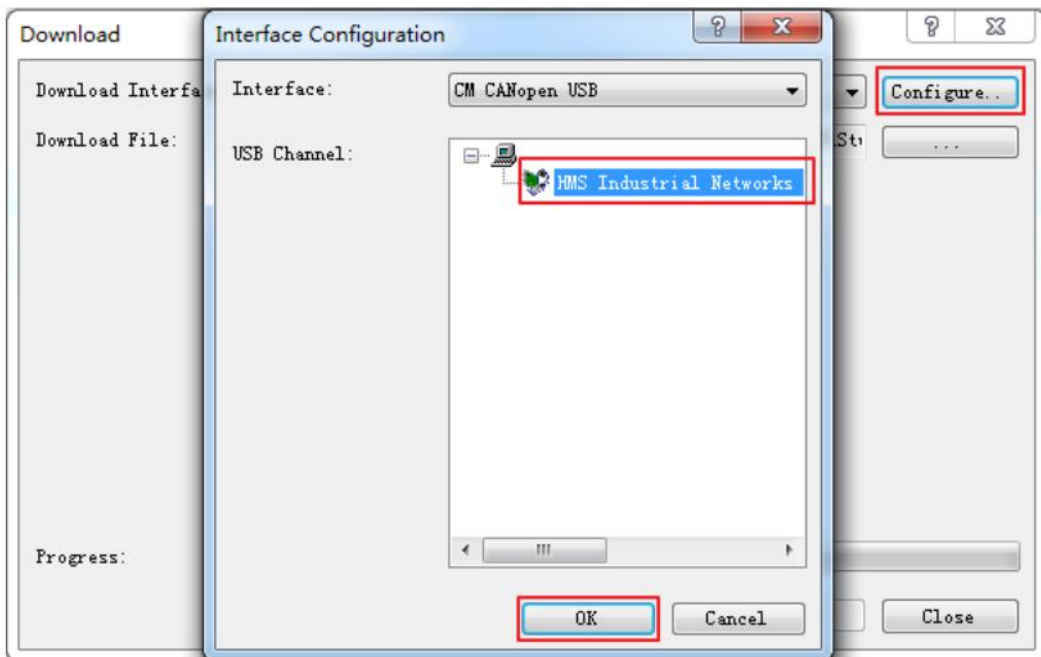 Download
Interface Configuration
Download Interfa
Configure..
Download File:
...
Interface:
CM CANopen USB
USB Channel:
HMS Industrial Networks
Progress:
OK
Cancel
Close